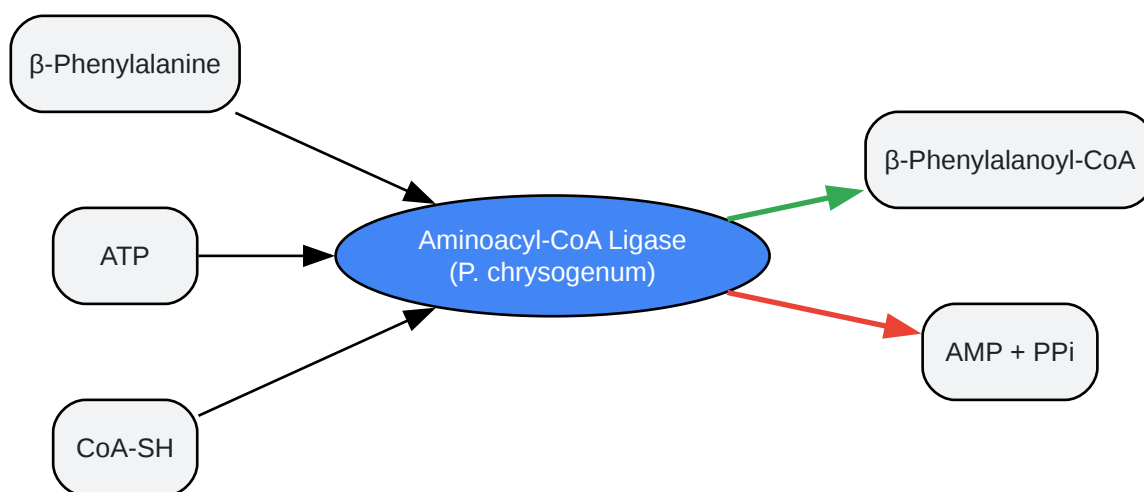 β-Phenylalanine
ATP
CoA-SH
Aminoacyl-CoA Ligase
(P. chrysogenum)
β-Phenylalanoyl-CoA
AMP + PPi